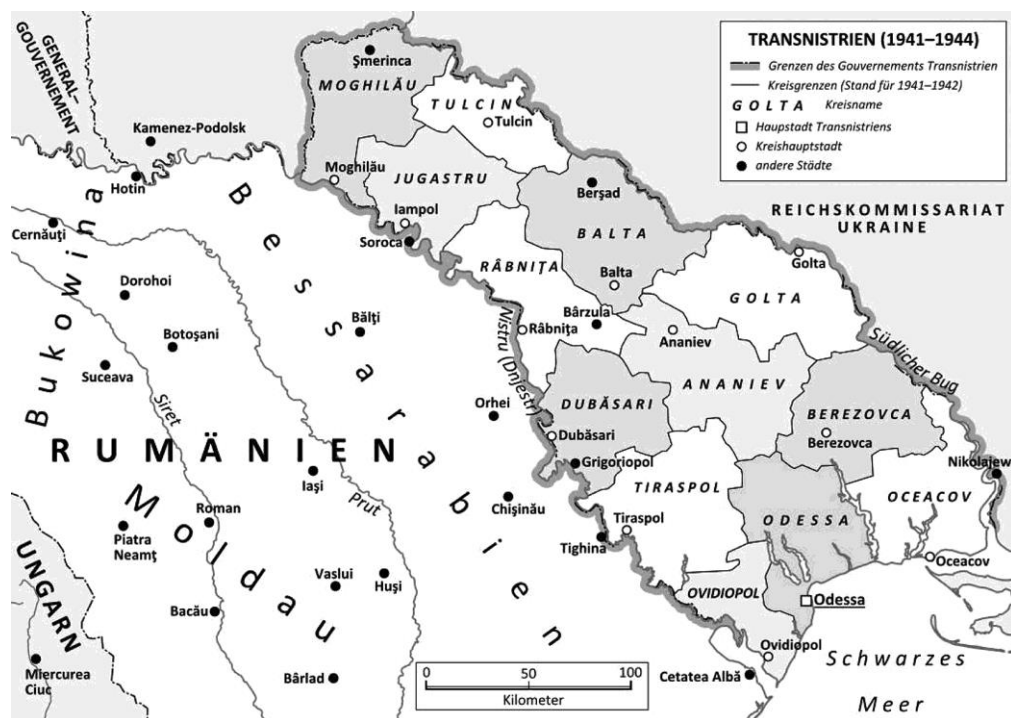 TRANSNISTRIEN (1941–1944)
Grenzen des Gouvernements Transnistrien
Kreisgrenzen (Stand für 1941–1942)
GOLTA Kreisname
Haupstadt Transnistriens
Kreishauptstadt
andere Städte
GENERAL-
GOUVERNEMENT
Şmerinca
MOGHILĂU
TULCIN
Tulcin
Kamenez-Podolsk
Hotin
Moghilău
JUGASTRU
Berşad
REICHSKOMMISSARIAT
UKRAINE
Bukowina
Bessarabien
Cernăuţi
Iampol
Soroca
BALTA
Golta
RÂBNIŢA
Balta
GOLTA
Dorohoi
Bălţi
Bârzula
Râbniţa
Ananiev
Nistru (Dnjestr)
Südlicher Bug
Botoşani
Suceava
Siret
ANANIEV
DUBĂSARI
BEREZOVCA
Orhei
Dubăsari
Berezovca
RUMÄNIEN
Grigoriopol
Nikolajew
Iaşi
Prut
TIRASPOL
OCEACOV
Moldau
Roman
Chişinău
ODESSA
Piatra
Neamţ
Tiraspol
Tighina
UNGARN
Vaslui
Huşi
Oceacov
OVIDIOPOL
Odessa
Bacău
Ovidiopol
Schwarzes
Meer
Miercurea
Ciuc
Bârlad
Cetatea Albă
0 50 100
Kilometer